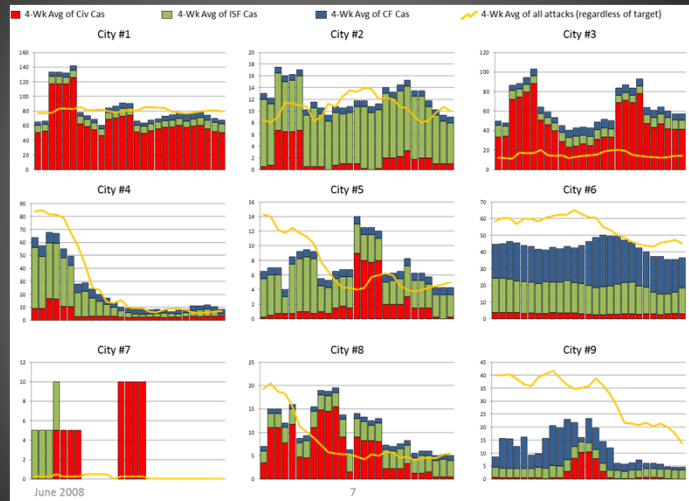 4-Wk Avg of Civ Cas 4-Wk Avg of ISF Cas 4-Wk Avg of CF Cas 4-Wk Avg of all attacks (regardless of target)
City #1 City #2 City #3
160 20 120
140 18 100
120 16 80
100 14 60
80 12 40
60 10 20
40 8 0
20 6
0 4
2
0
City #4 City #5 City #6
90 16 70
80 14 60
70 12 50
60 10 40
50 8 30
40 6 20
30 4 10
20 2 0
10 0
0
City #7 City #8 City #9
12 25 45
10 20 40
8 15 35
6 10 30
4 5 25
2 0 20
0 15
10
5
0
June 2008 7